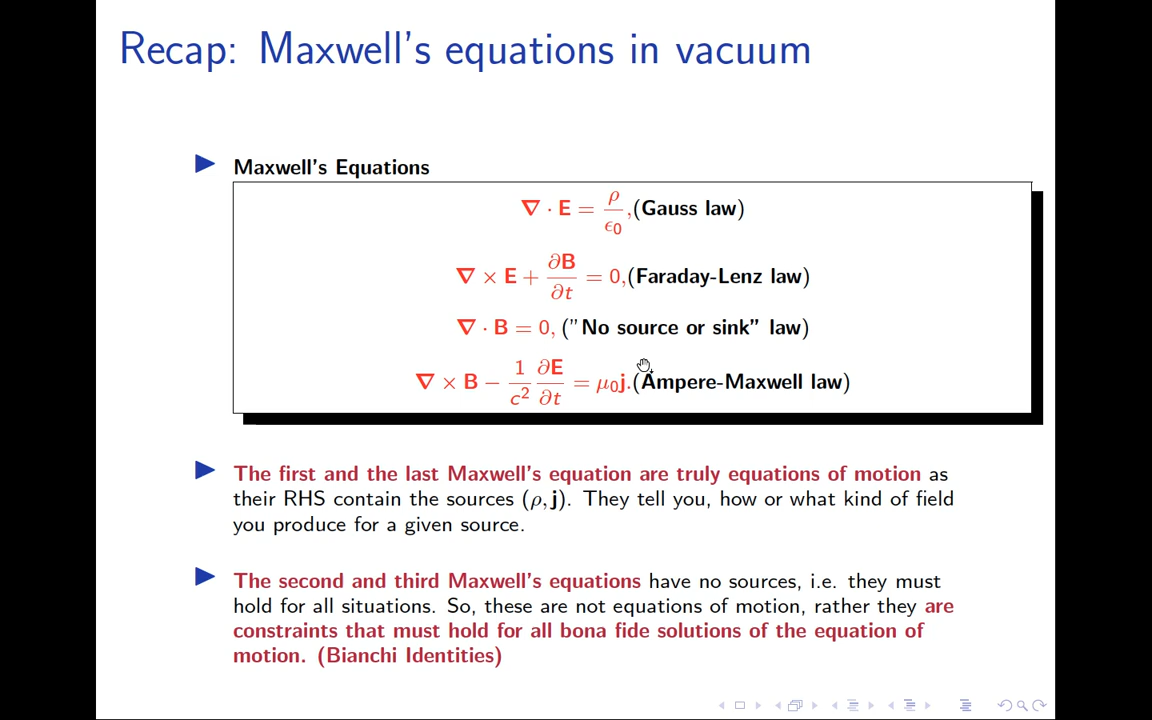 Recap: Maxwell's equations in vacuum
Maxwell's Equations
∇ · E = ρ/ϵ₀,(Gauss law)
∇ × E + ∂B/∂t = 0,(Faraday-Lenz law)
∇ · B = 0, ("No source or sink" law)
∇ × B − 1/c² ∂E/∂t = μ₀j.(Ampere-Maxwell law)
The first and the last Maxwell's equation are truly equations of motion as
their RHS contain the sources (ρ, j). They tell you, how or what kind of field
you produce for a given source.
The second and third Maxwell's equations have no sources, i.e. they must
hold for all situations. So, these are not equations of motion, rather they are
constraints that must hold for all bona fide solutions of the equation of
motion. (Bianchi Identities)